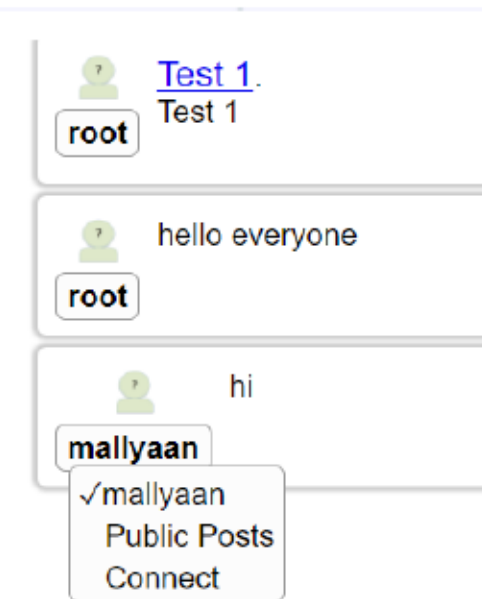 Test 1.
Test 1
root
hello everyone
root
hi
mallyaan
✓mallyaan
Public Posts
Connect